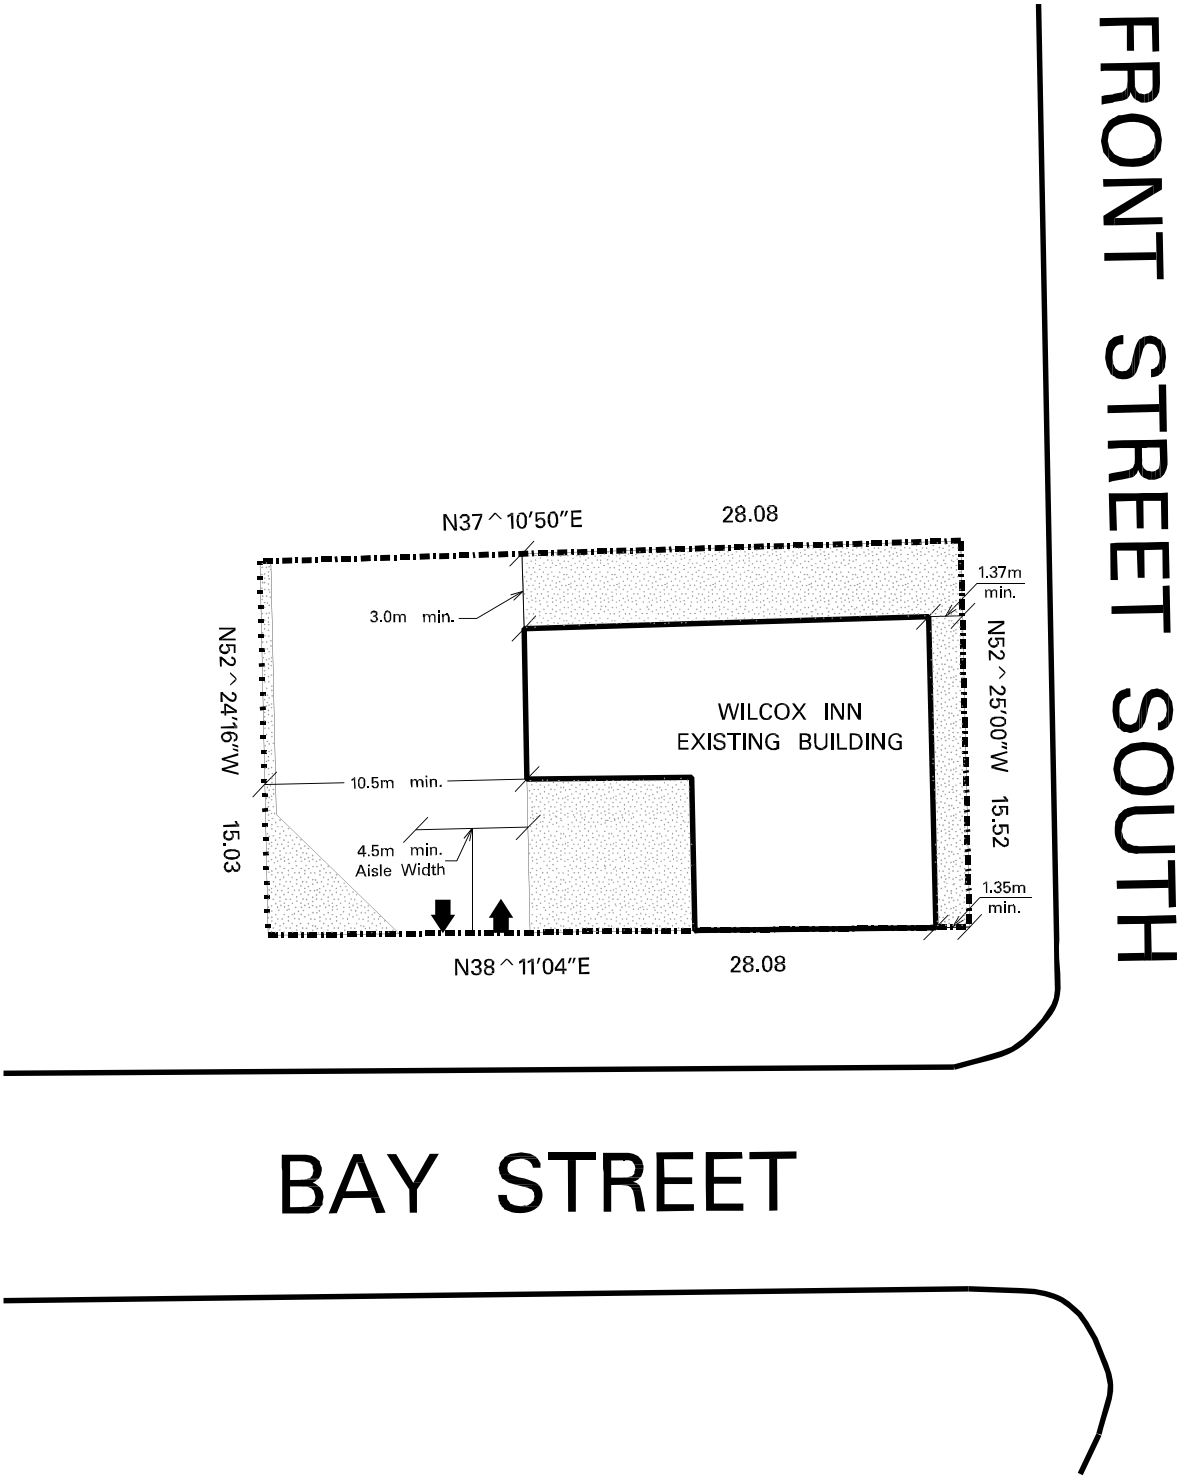 FRONT STREET SOUTH
N37^10'50"E 28.08
1.37m
min.
3.0m min.
N52^24'16"W 15.03
N52^25'00"W 15.52
WILCOX INN
EXISTING BUILDING
10.5m min.
4.5m min.
Aisle Width
1.35m
min.
N38^11'04"E 28.08
BAY STREET